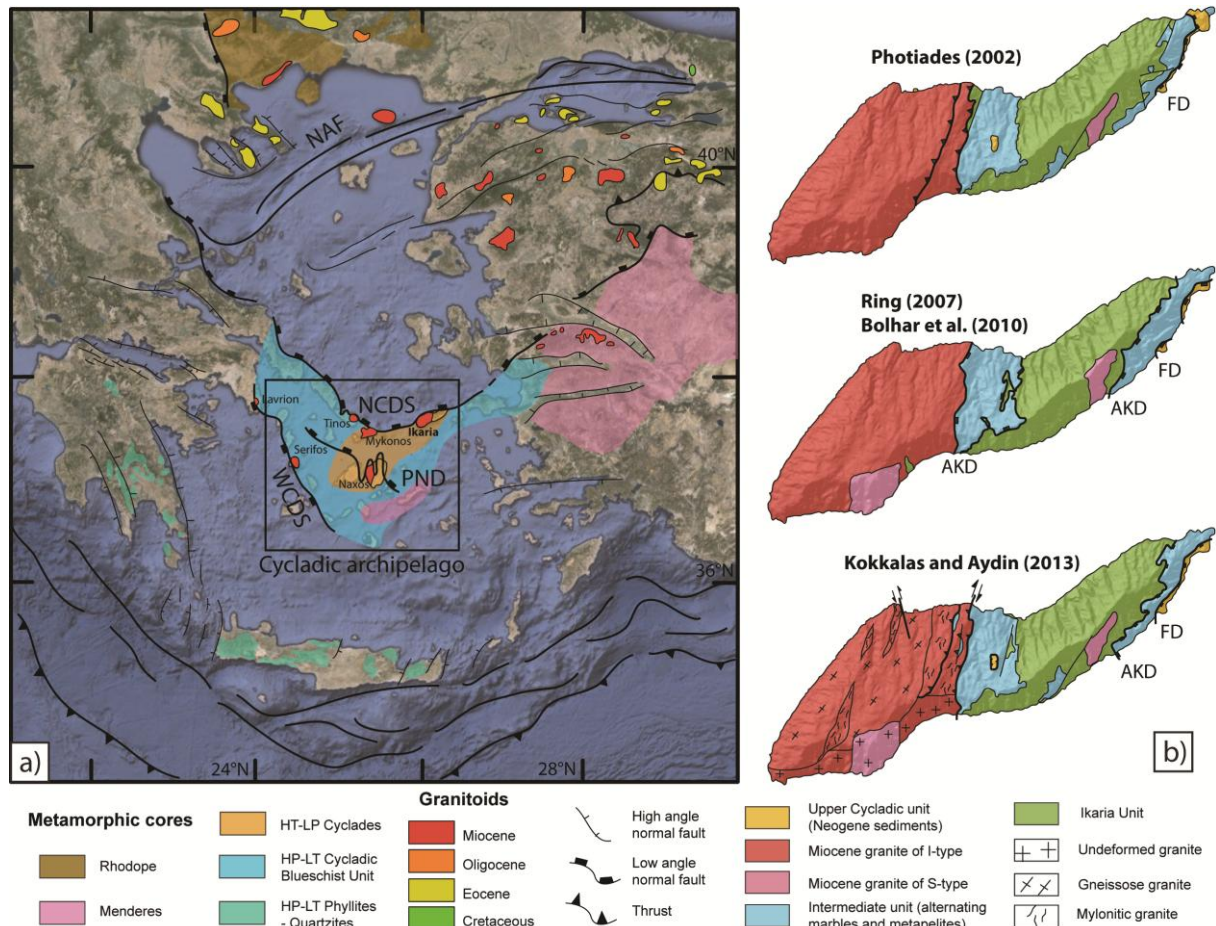 NAF
40°N
Lavrion
Tinos
NCDS
Mykonos
Ikaria
Serifos
Naxos
PND
WCDS
Cycladic archipelago
36°N
24°N
28°N
a)
Photiades (2002)
FD
Ring (2007)
Bolhar et al. (2010)
FD
AKD
AKD
Kokkalas and Aydin (2013)
FD
AKD
b)
Metamorphic cores
Rhodope
Menderes
HT-LP Cyclades
HP-LT Cycladic
Blueschist Unit
HP-LT Phyllites
- Quartzites
Granitoids
Miocene
Oligocene
Eocene
Cretaceous
High angle
normal fault
Low angle
normal fault
Thrust
Upper Cycladic unit
(Neogene sediments)
Miocene granite of I-type
Miocene granite of S-type
Intermediate unit (alternating
marbles and metapelites)
Ikaria Unit
Undeformed granite
Gneissose granite
Mylonitic granite